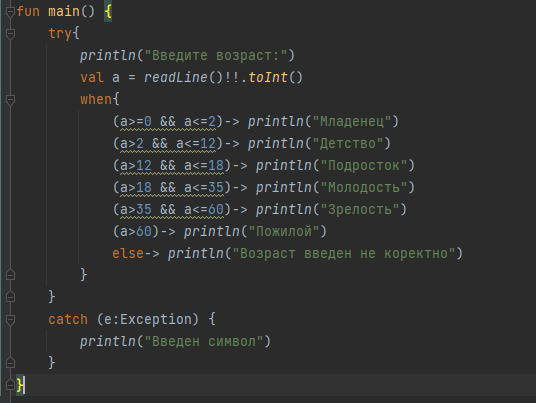 fun main() {
    try{
        println("Введите возраст:")
        val a = readLine()!!.toInt()
        when{
            (a>=0 && a<=2)-> println("Младенец")
            (a>2 && a<=12)-> println("Детство")
            (a>12 && a<=18)-> println("Подросток")
            (a>18 && a<=35)-> println("Молодость")
            (a>35 && a<=60)-> println("Зрелость")
            (a>60)-> println("Пожилой")
            else-> println("Возраст введен не коректно")
        }
    }
    catch (e:Exception) {
        println("Введен символ")
    }
}